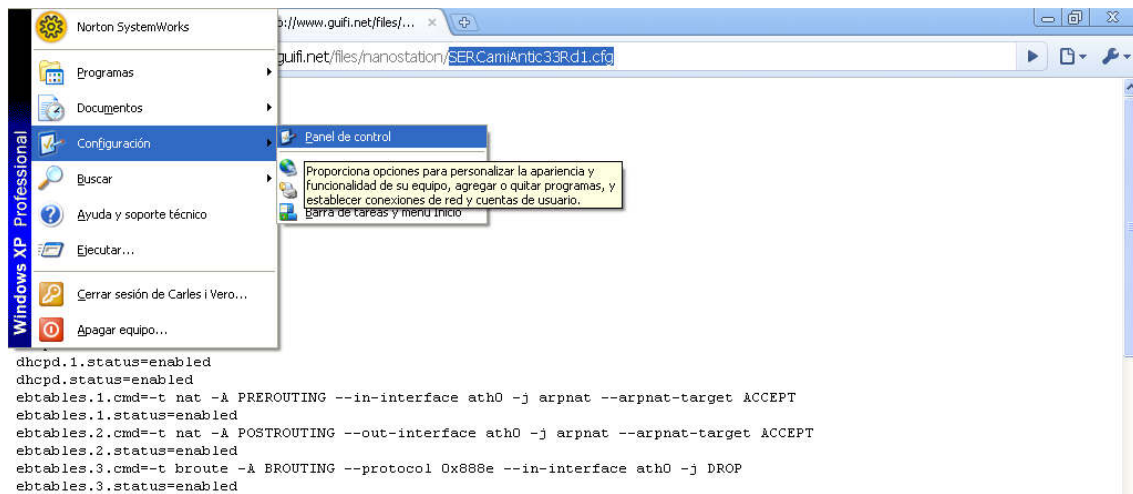 Norton SystemWorks
Programas
Documentos
Configuración
Buscar
Ayuda y soporte técnico
Ejecutar...
Cerrar sesión de Carles i Vero...
Apagar equipo...
Windows XP Professional
://www.guifi.net/files/...
guifi.net/files/nanostation/SERCamiAntic33Rd1.cfg
Panel de control
Proporciona opciones para personalizar la apariencia y
funcionalidad de su equipo, agregar o quitar programas, y
establecer conexiones de red y cuentas de usuario.
Barra de tareas y menú Inicio
dhcpd.1.status=enabled
dhcpd.status=enabled
ebtables.1.cmd=-t nat -A PREROUTING --in-interface ath0 -j arpnat --arpnat-target ACCEPT
ebtables.1.status=enabled
ebtables.2.cmd=-t nat -A POSTROUTING --out-interface ath0 -j arpnat --arpnat-target ACCEPT
ebtables.2.status=enabled
ebtables.3.cmd=-t broute -A BROUTING --protocol 0x888e --in-interface ath0 -j DROP
ebtables.3.status=enabled